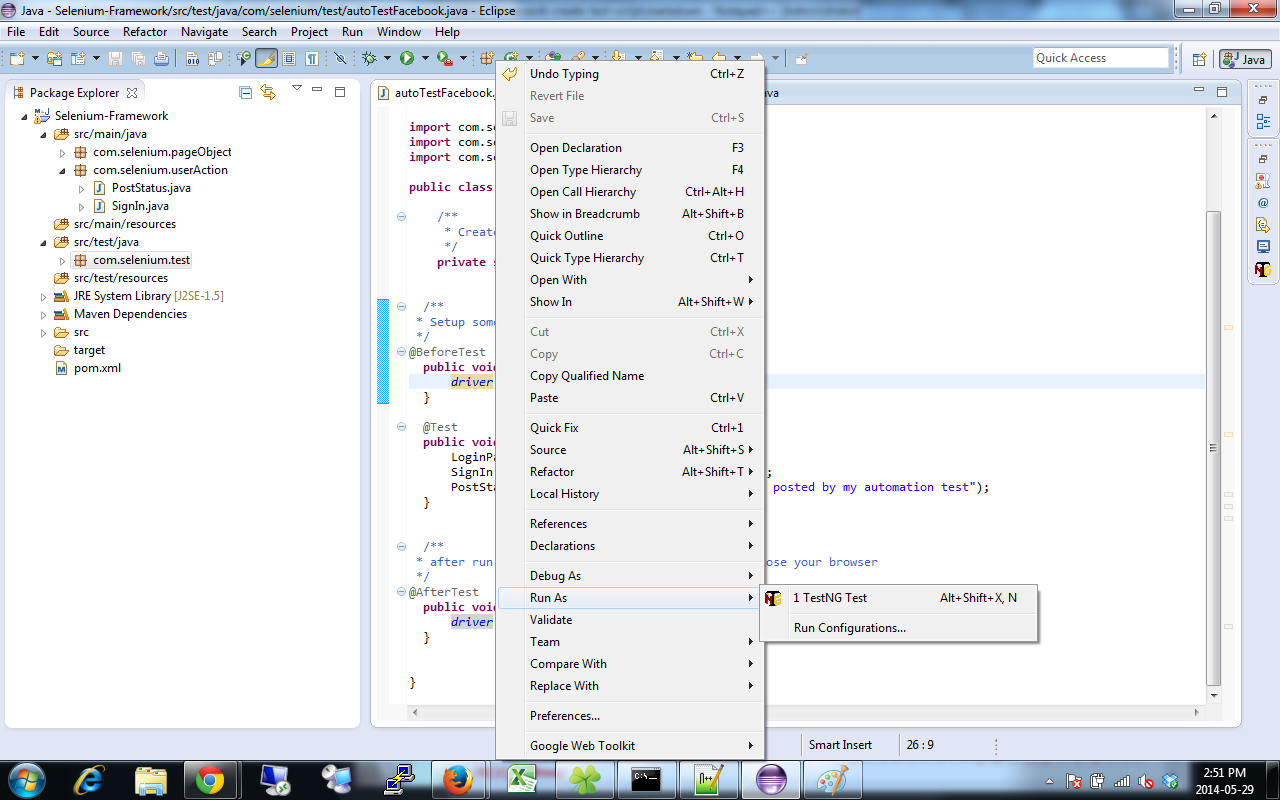 Java - Selenium-Framework/src/test/java/com/selenium/test/autoTestFacebook.java - Eclipse
File Edit Source Refactor Navigate Search Project Run Window Help
Quick Access
Java
Package Explorer
Selenium-Framework
src/main/java
com.selenium.pageObject
com.selenium.userAction
PostStatus.java
SignIn.java
src/main/resources
src/test/java
com.selenium.test
src/test/resources
JRE System Library [J2SE-1.5]
Maven Dependencies
src
target
pom.xml
autoTestFacebook.
ava
import com.se
import com.se
import com.se
public class
/**
* Create
*/
private s
/**
* Setup som
*/
@BeforeTest
public voi
driver
}
@Test
public voi
LoginPa
SignIn ;
PostSta posted by my automation test");
}
/**
* after run ose your browser
*/
@AfterTest
public voi
driver
}
}
Undo Typing Ctrl+Z
Revert File
Save Ctrl+S
Open Declaration F3
Open Type Hierarchy F4
Open Call Hierarchy Ctrl+Alt+H
Show in Breadcrumb Alt+Shift+B
Quick Outline Ctrl+O
Quick Type Hierarchy Ctrl+T
Open With
Show In Alt+Shift+W
Cut Ctrl+X
Copy Ctrl+C
Copy Qualified Name
Paste Ctrl+V
Quick Fix Ctrl+1
Source Alt+Shift+S
Refactor Alt+Shift+T
Local History
References
Declarations
Debug As
Run As
Validate
Team
Compare With
Replace With
Preferences...
Google Web Toolkit
1 TestNG Test Alt+Shift+X, N
Run Configurations...
Smart Insert 26 : 9
2:51 PM
2014-05-29